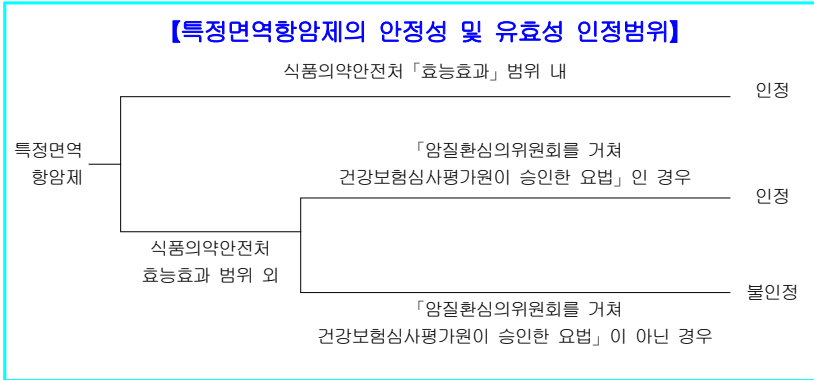 【특정면역항암제의 안정성 및 유효성 인정범위】
식품의약안전처「효능효과」범위 내
인정
특정면역
항암제
「암질환심의위원회를 거쳐
건강보험심사평가원이 승인한 요법」인 경우
인정
식품의약안전처
효능효과 범위 외
불인정
「암질환심의위원회를 거쳐
건강보험심사평가원이 승인한 요법」이 아닌 경우